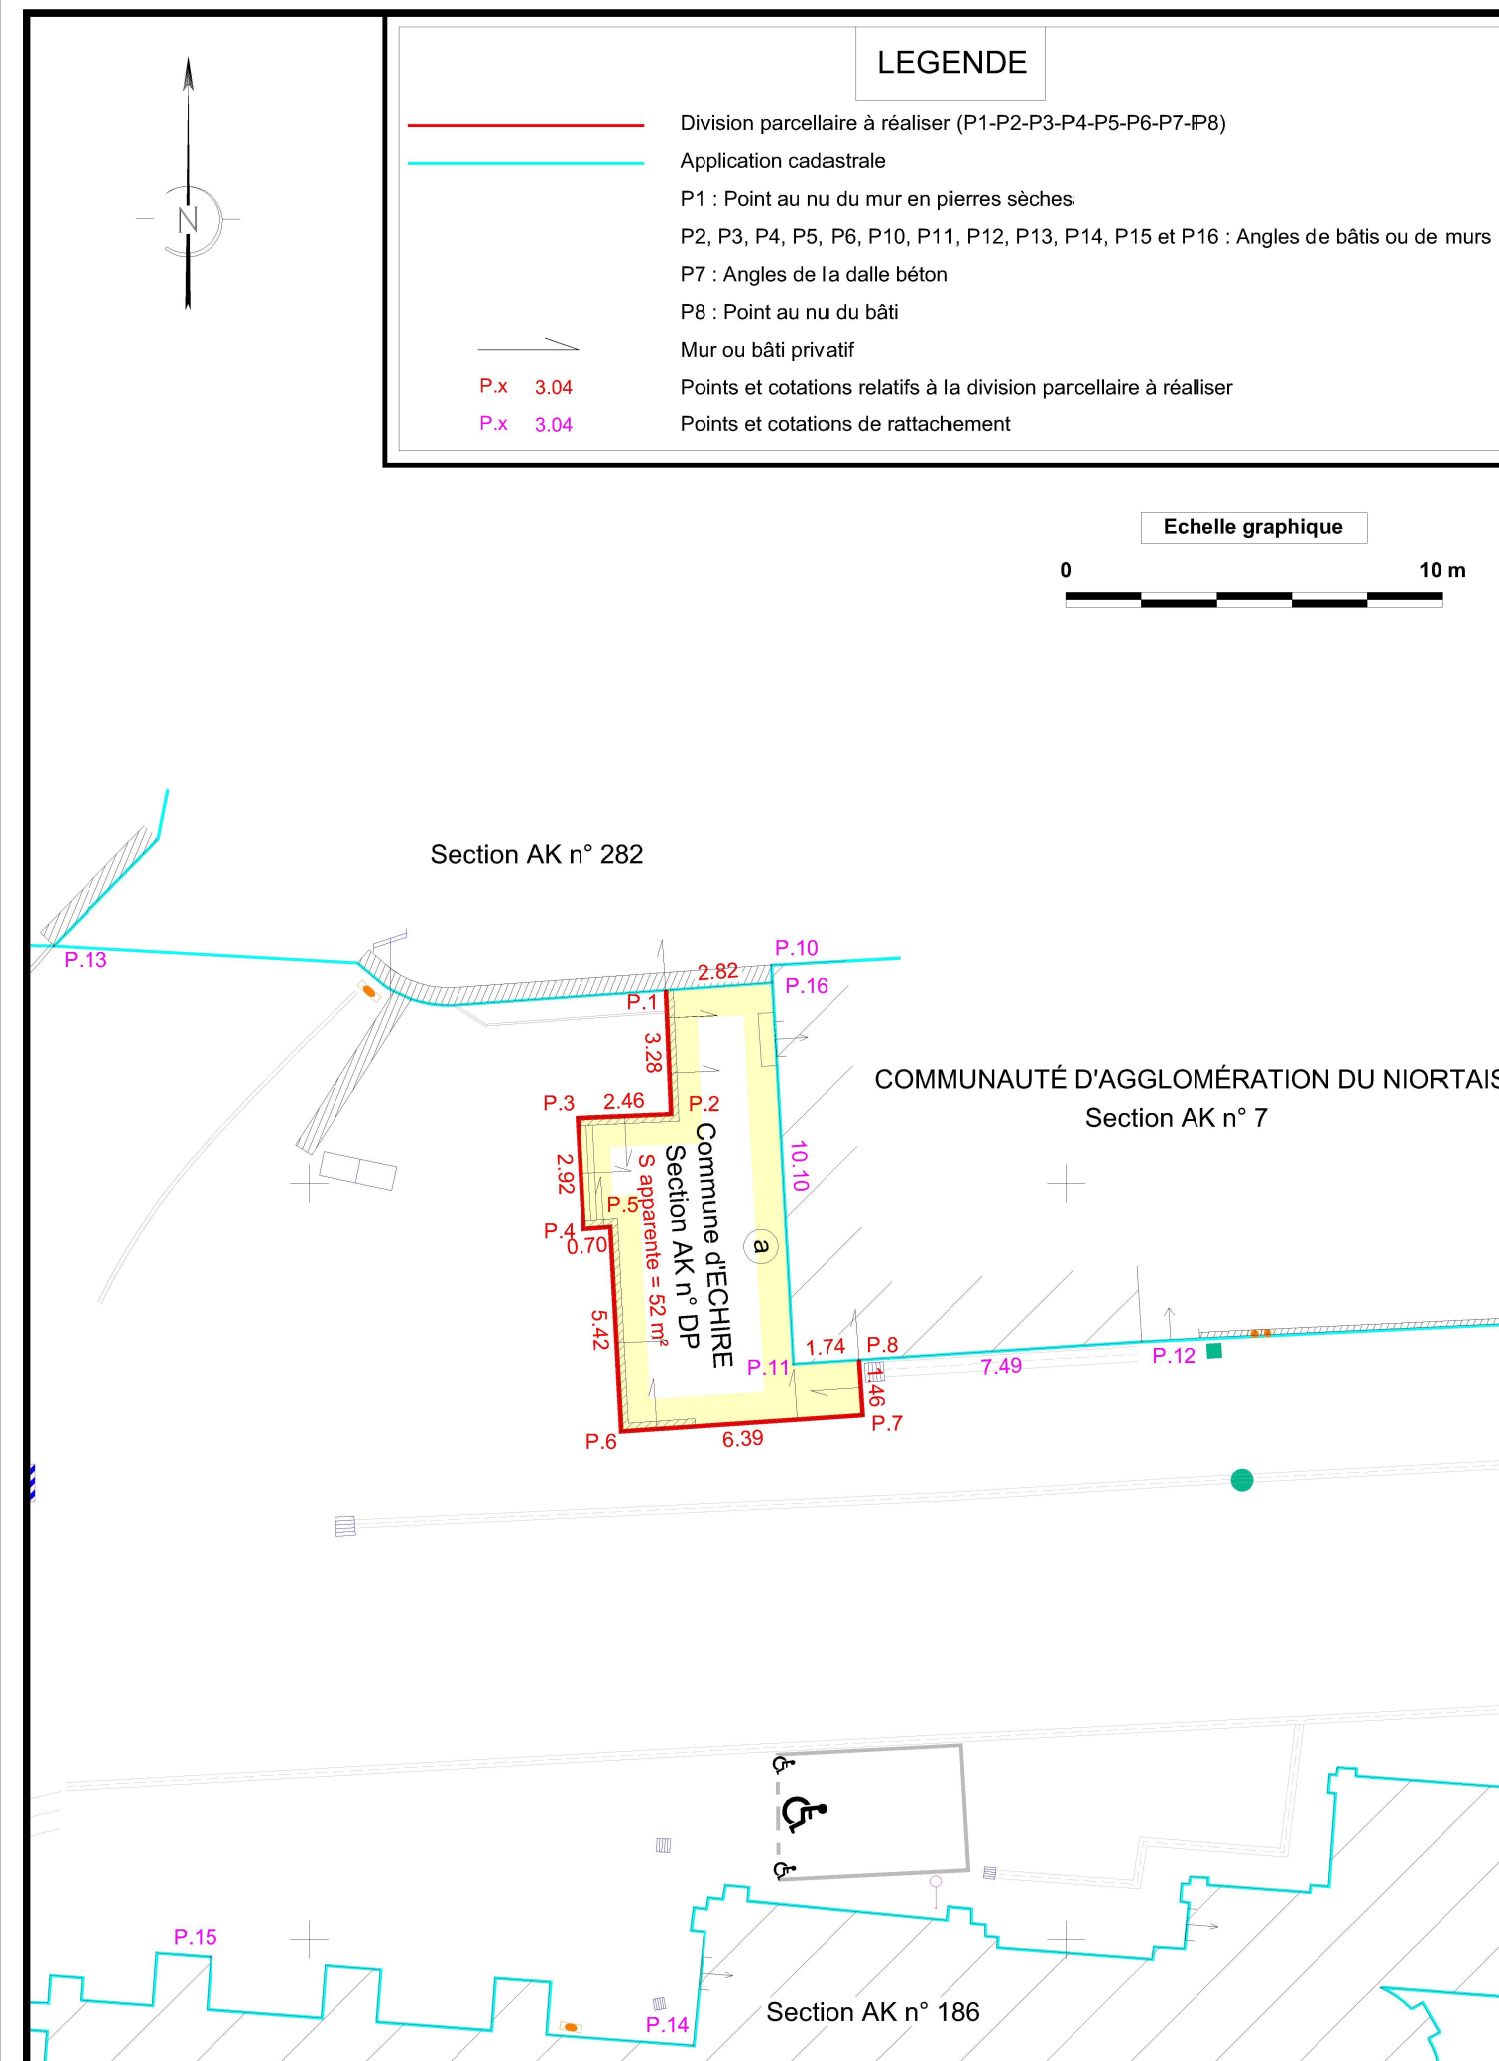 LEGENDE
Division parcellaire à réaliser (P1-P2-P3-P4-P5-P6-P7-P8)
Application cadastrale
P1 : Point au nu du mur en pierres sèches
P2, P3, P4, P5, P6, P10, P11, P12, P13, P14, P15 et P16 : Angles de bâtis ou de murs
P7 : Angles de la dalle béton
P8 : Point au nu du bâti
Mur ou bâti privatif
P.x 3.04 Points et cotations relatifs à la division parcellaire à réaliser
P.x 3.04 Points et cotations de rattachement
N
Echelle graphique
0 10 m
Section AK n° 282
P.13
P.10
2.82
P.16
P.1
3.28
COMMUNAUTÉ D'AGGLOMÉRATION DU NIORTAIS
Section AK n° 7
P.3
2.46
P.2
2.92
P.5
P.4
0.70
10.10
Commune d'ECHIRE
Section AK n° DP
S apparente = 52 m²
a
5.42
P.11
1.74
P.8
7.49
P.12
1.46
P.7
P.6
6.39
P.15
P.14
Section AK n° 186